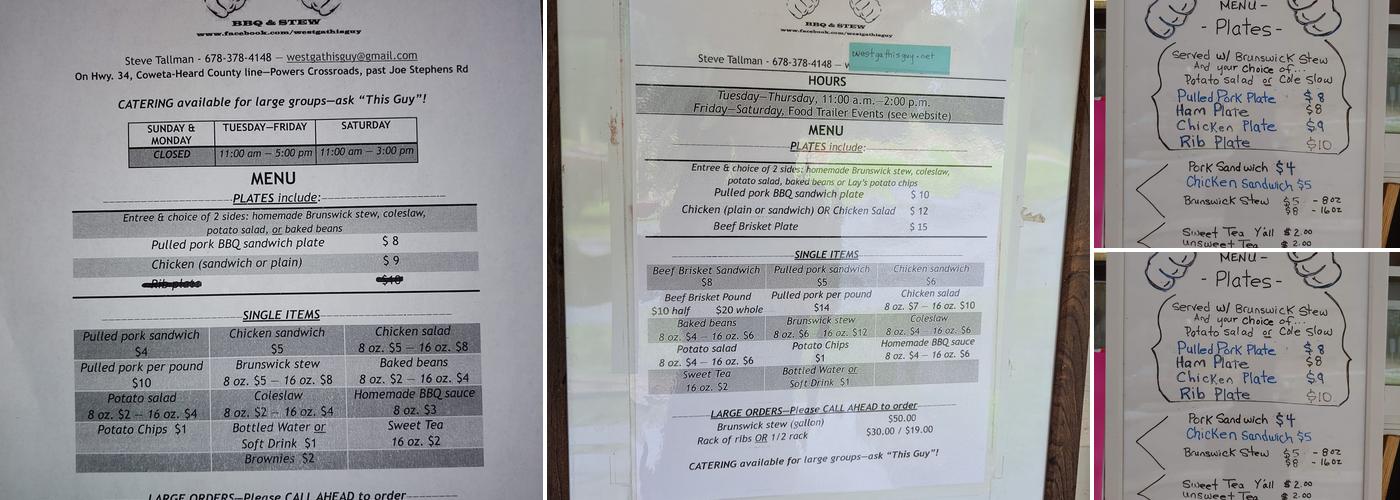 BBQ & STEW
www.facebook.com/westgathisguy
Steve Tallman - 678-378-4148 — westgathisguy@gmail.com
On Hwy. 34, Coweta-Heard County line—Powers Crossroads, past Joe Stephens Rd
CATERING available for large groups—ask “This Guy”!
SUNDAY & MONDAY TUESDAY—FRIDAY SATURDAY
CLOSED 11:00 am — 5:00 pm 11:00 am — 3:00 pm
MENU
PLATES include:
Entree & choice of 2 sides: homemade Brunswick stew, coleslaw,
potato salad, or baked beans
Pulled pork BBQ sandwich plate $ 8
Chicken (sandwich or plain) $ 9
Rib plate $10
SINGLE ITEMS
Pulled pork sandwich Chicken sandwich Chicken salad
$4 $5 8 oz. $5 — 16 oz. $8
Pulled pork per pound Brunswick stew Baked beans
$10 8 oz. $5 — 16 oz. $8 8 oz. $2 — 16 oz. $4
Potato salad Coleslaw Homemade BBQ sauce
8 oz. $2 — 16 oz. $4 8 oz. $2 — 16 oz. $4 8 oz. $3
Potato Chips $1 Bottled Water or Sweet Tea
Soft Drink $1 16 oz. $2
Brownies $2
LARGE ORDERS—Please CALL AHEAD to order
BBQ & STEW
www.facebook.com/westgathisguy
westgathisguy.net
Steve Tallman - 678-378-4148 — w
HOURS
Tuesday—Thursday, 11:00 a.m.—2:00 p.m.
Friday—Saturday, Food Trailer Events (see website)
MENU
PLATES include:
Entree & choice of 2 sides: homemade Brunswick stew, coleslaw,
potato salad, baked beans or Lay's potato chips
Pulled pork BBQ sandwich plate $ 10
Chicken (plain or sandwich) OR Chicken Salad $ 12
Beef Brisket Plate $ 15
SINGLE ITEMS
Beef Brisket Sandwich Pulled pork sandwich Chicken sandwich
$8 $5 $6
Beef Brisket Pound Pulled pork per pound Chicken salad
$10 half $20 whole $14 8 oz. $7 — 16 oz. $10
Baked beans Brunswick stew Coleslaw
8 oz. $4 — 16 oz. $6 8 oz. $6 — 16 oz. $12 8 oz. $4 — 16 oz. $6
Potato salad Potato Chips Homemade BBQ sauce
8 oz. $4 — 16 oz. $6 $1 8 oz. $4 — 16 oz. $6
Sweet Tea Bottled Water or
16 oz. $2 Soft Drink $1
LARGE ORDERS—Please CALL AHEAD to order
Brunswick stew (gallon) $50.00
Rack of ribs OR 1/2 rack $30.00 / $19.00
CATERING available for large groups—ask “This Guy”!
MENU -
- Plates -
Served w/ Brunswick Stew
And your choice of...
Potato salad or Cole Slow
Pulled Pork Plate $ 8
Ham Plate $8
Chicken Plate $9
Rib Plate $10
Pork Sandwich $4
Chicken Sandwich $5
Brunswick Stew $5 - 8oz
$8 - 16oz
Sweet Tea Y'all $2.00
unsweet Tea $2.00
MENU -
- Plates -
Served w/ Brunswick Stew
And your choice of...
Potato salad or Cole Slow
Pulled Pork Plate $ 8
Ham Plate $8
Chicken Plate $9
Rib Plate $10
Pork Sandwich $4
Chicken Sandwich $5
Brunswick Stew $5 - 8oz
$8 - 16oz
Sweet Tea Y'all $2.00
unsweet Tea $2.00